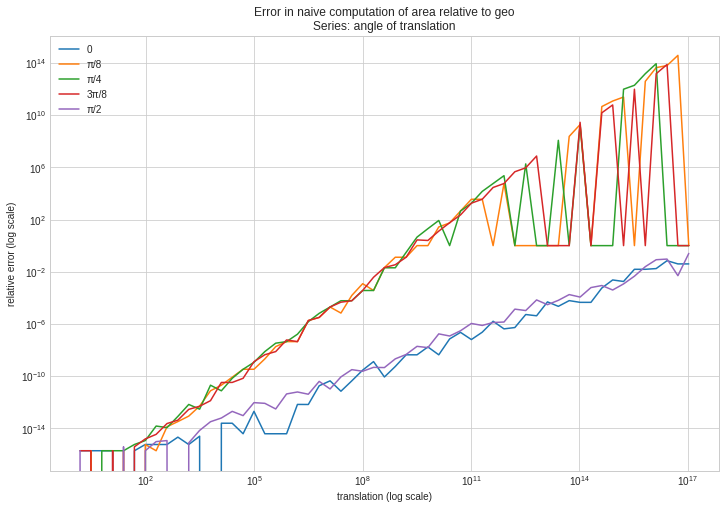 Error in naive computation of area relative to geo
Series: angle of translation
0
π/8
π/4
3π/8
π/2
relative error (log scale)
10^14
10^10
10^6
10^2
10^−2
10^−6
10^−10
10^−14
10^2
10^5
10^8
10^11
10^14
10^17
translation (log scale)